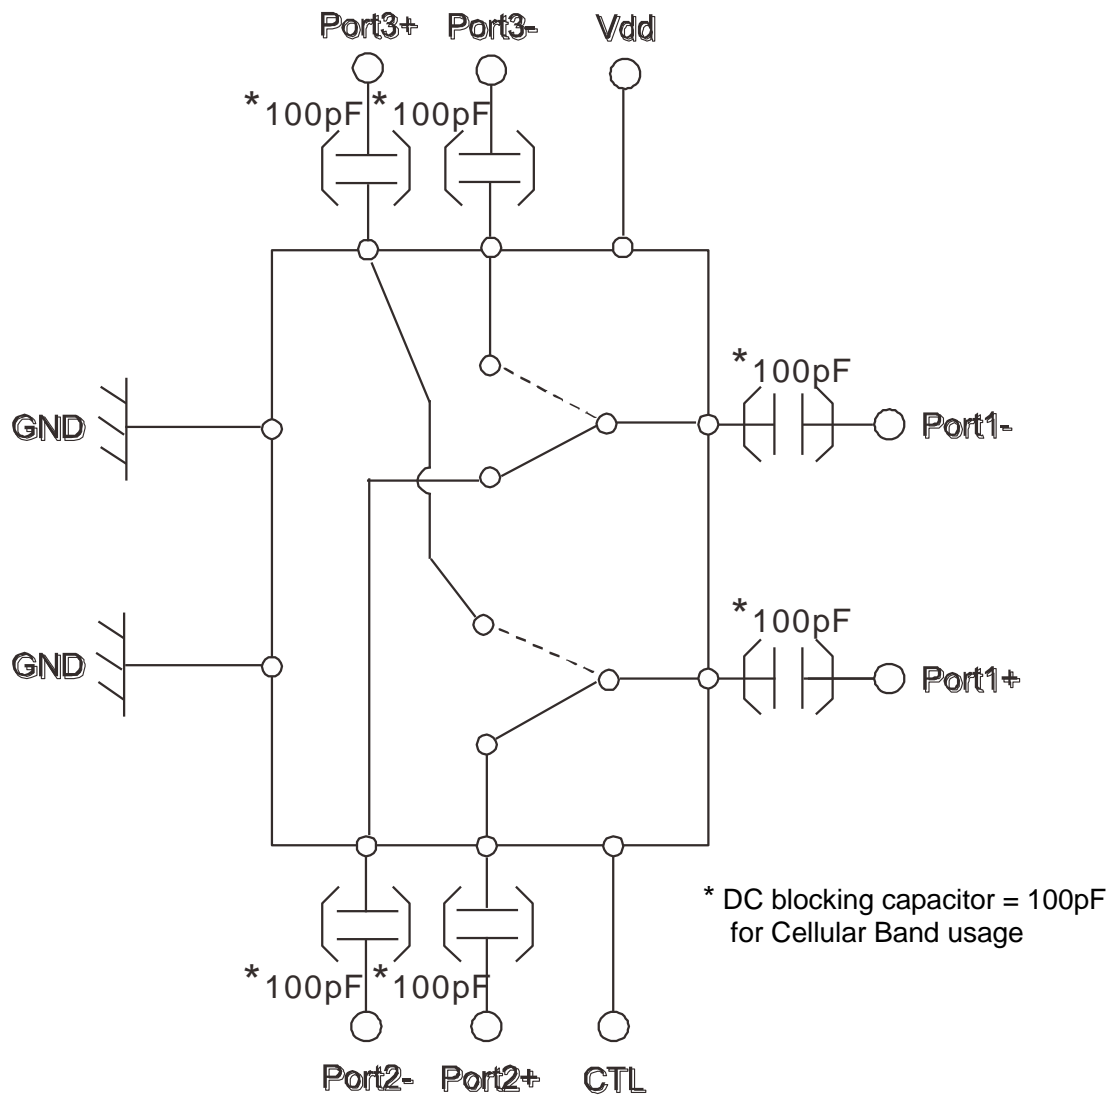 Port3+ Port3- Vdd
*100pF *100pF
*100pF
GND
Port1-
*100pF
GND
Port1+
* DC blocking capacitor = 100pF
for Cellular Band usage
*100pF *100pF
Port2- Port2+ CTL